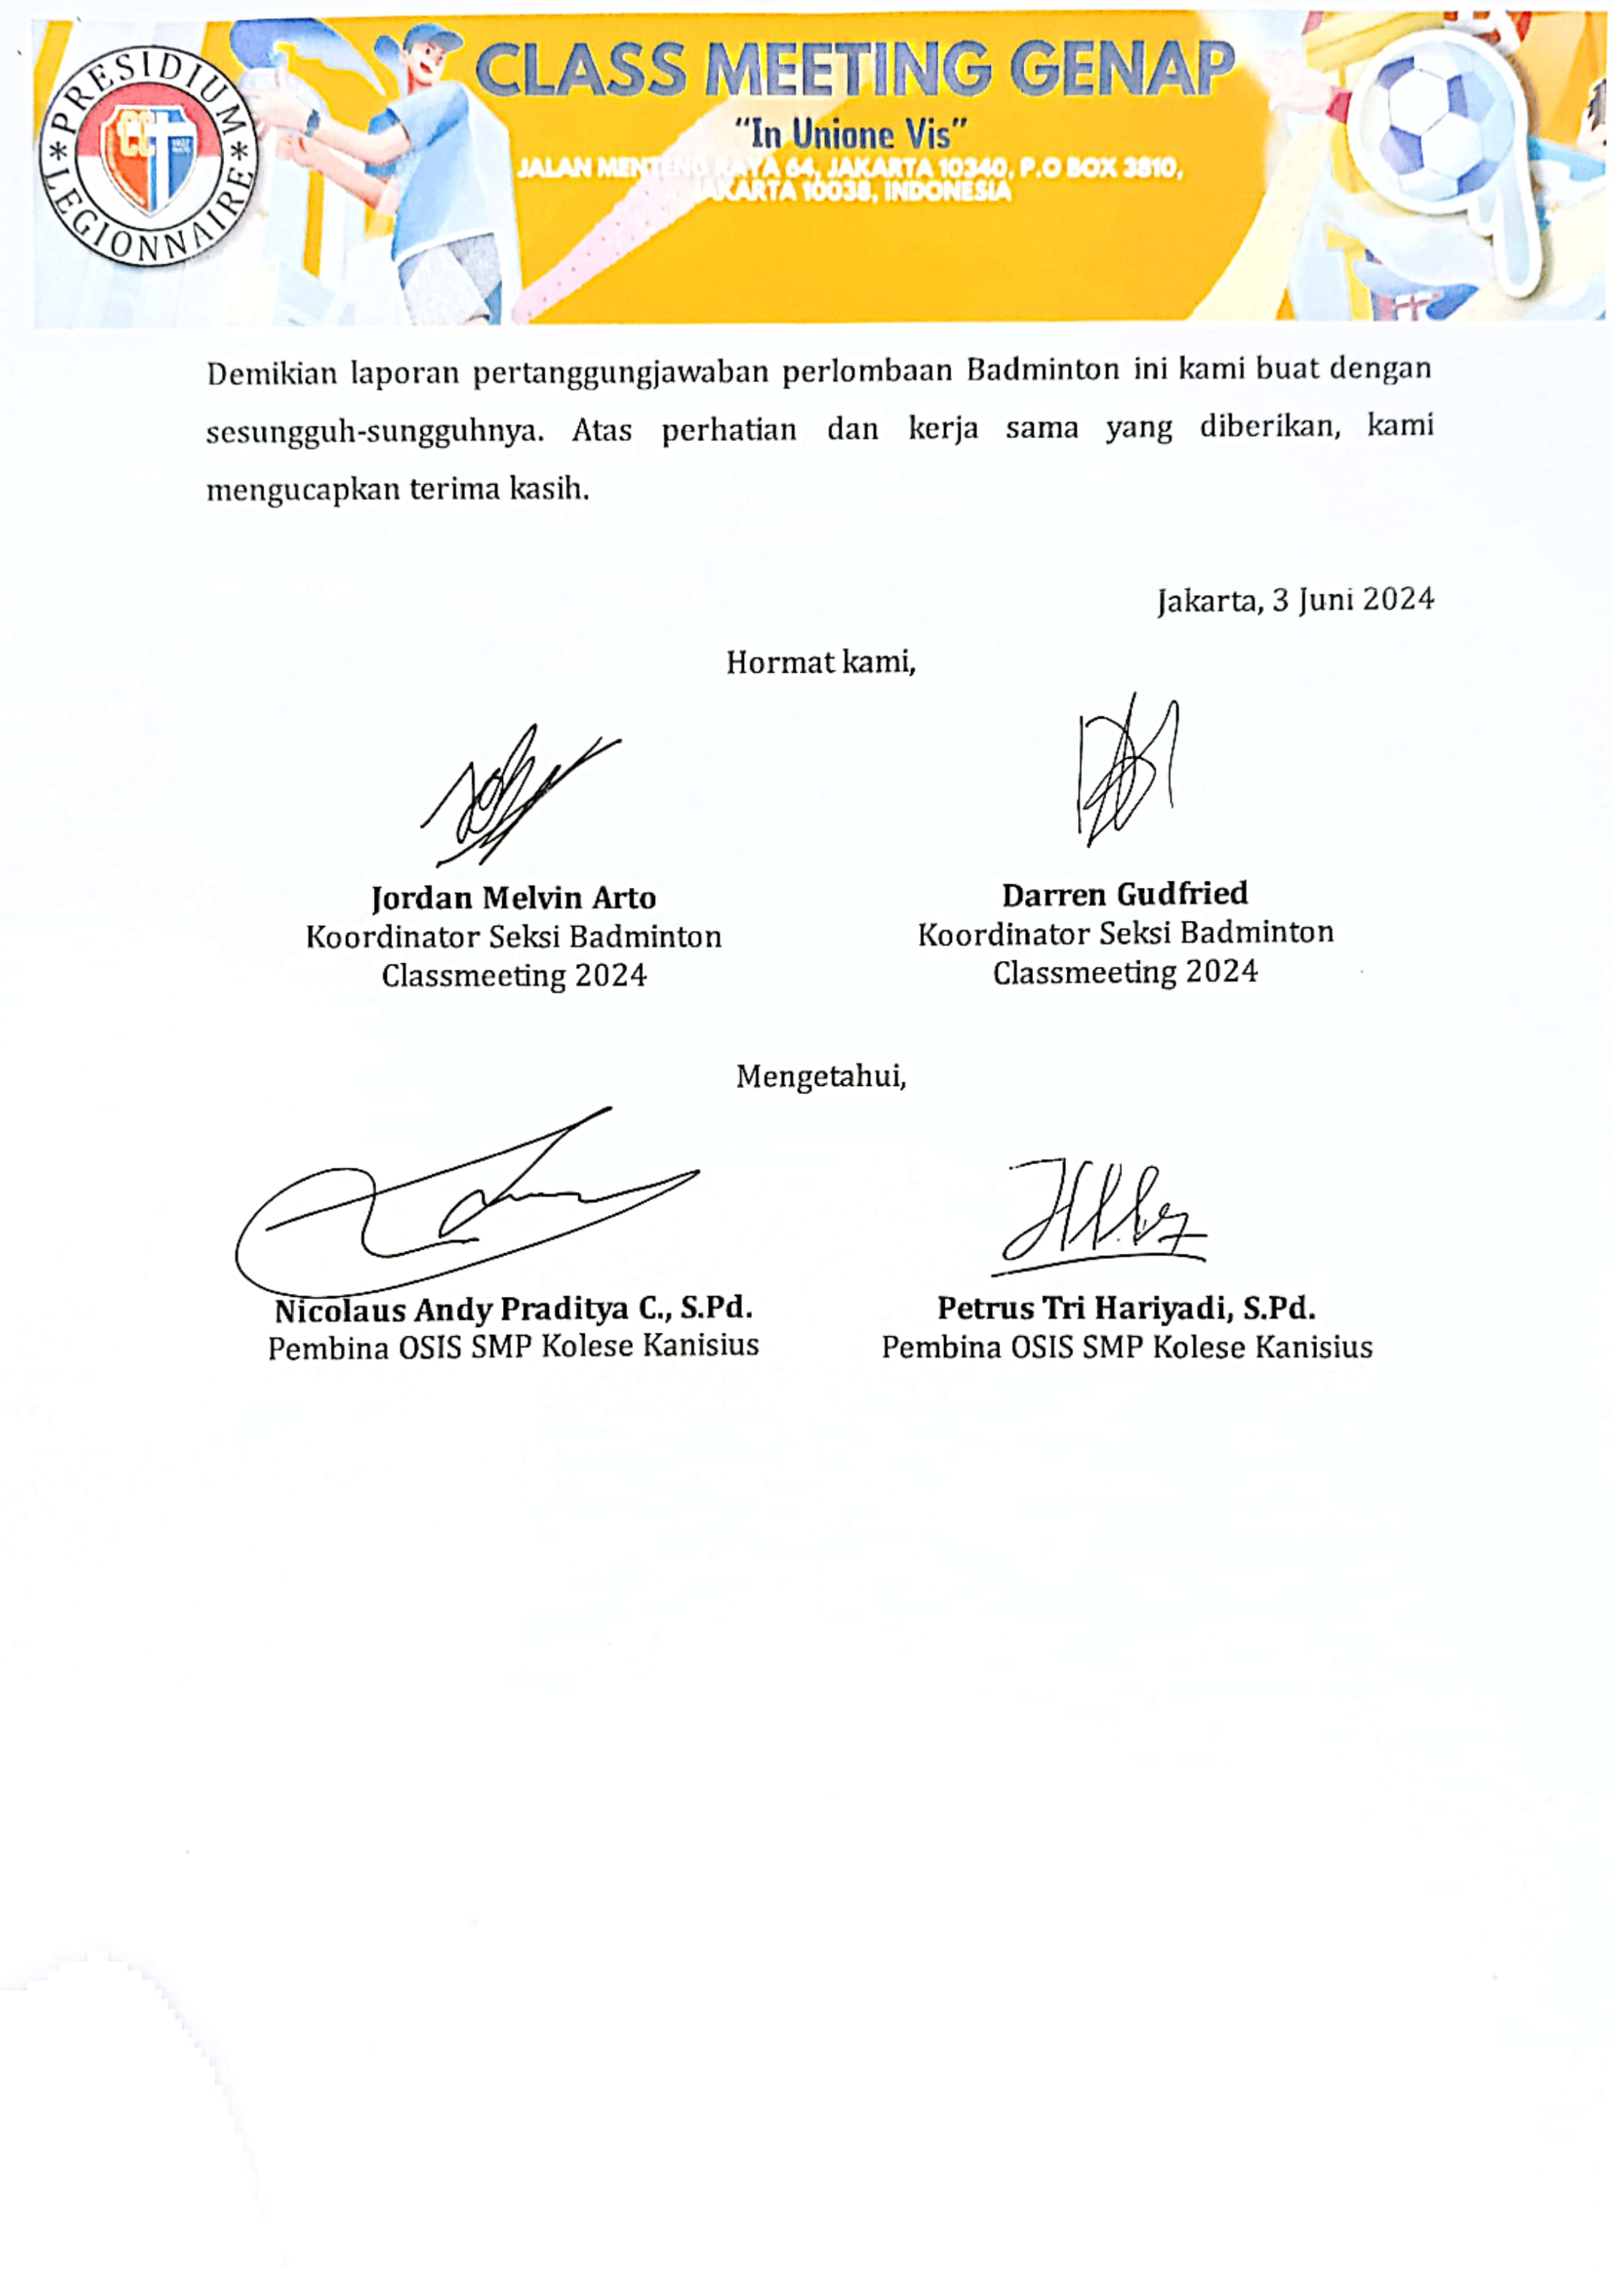 CLASS MEETING GENAP
"In Unione Vis"
JALAN MENTENG RAYA 64, JAKARTA 10340, P.O BOX 3810,
JAKARTA 10038, INDONESIA
*PRESIDIUM*
LEGIONNAIRE
CC
Demikian laporan pertanggungjawaban perlombaan Badminton ini kami buat dengan
sesungguh-sungguhnya. Atas perhatian dan kerja sama yang diberikan, kami
mengucapkan terima kasih.
Jakarta, 3 Juni 2024
Hormat kami,
Jordan Melvin Arto
Koordinator Seksi Badminton
Classmeeting 2024
Darren Gudfried
Koordinator Seksi Badminton
Classmeeting 2024
Mengetahui,
Nicolaus Andy Praditya C., S.Pd.
Pembina OSIS SMP Kolese Kanisius
Petrus Tri Hariyadi, S.Pd.
Pembina OSIS SMP Kolese Kanisius